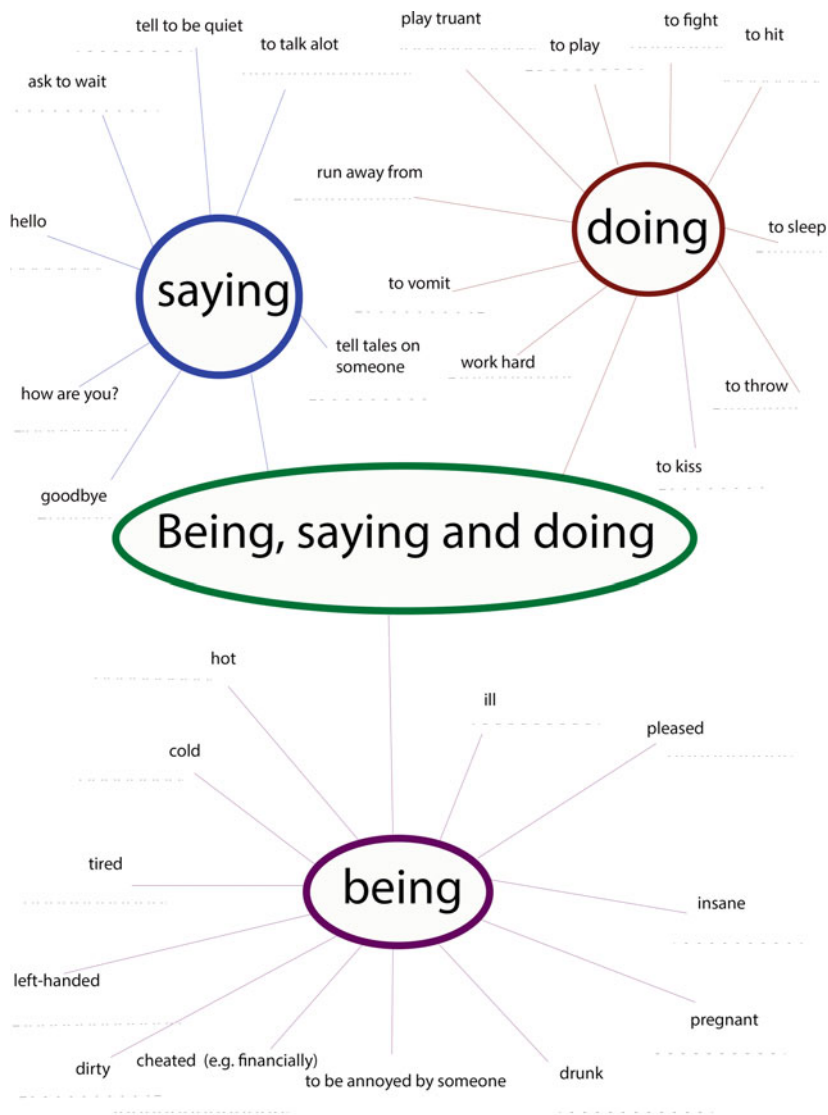 tell to be quiet
to talk alot
ask to wait
hello
saying
how are you?
goodbye
tell tales on
someone
play truant
to play
to fight
to hit
run away from
doing
to sleep
to vomit
work hard
to throw
to kiss
Being, saying and doing
hot
ill
pleased
cold
tired
being
insane
left-handed
pregnant
dirty
cheated (e.g. financially)
to be annoyed by someone
drunk